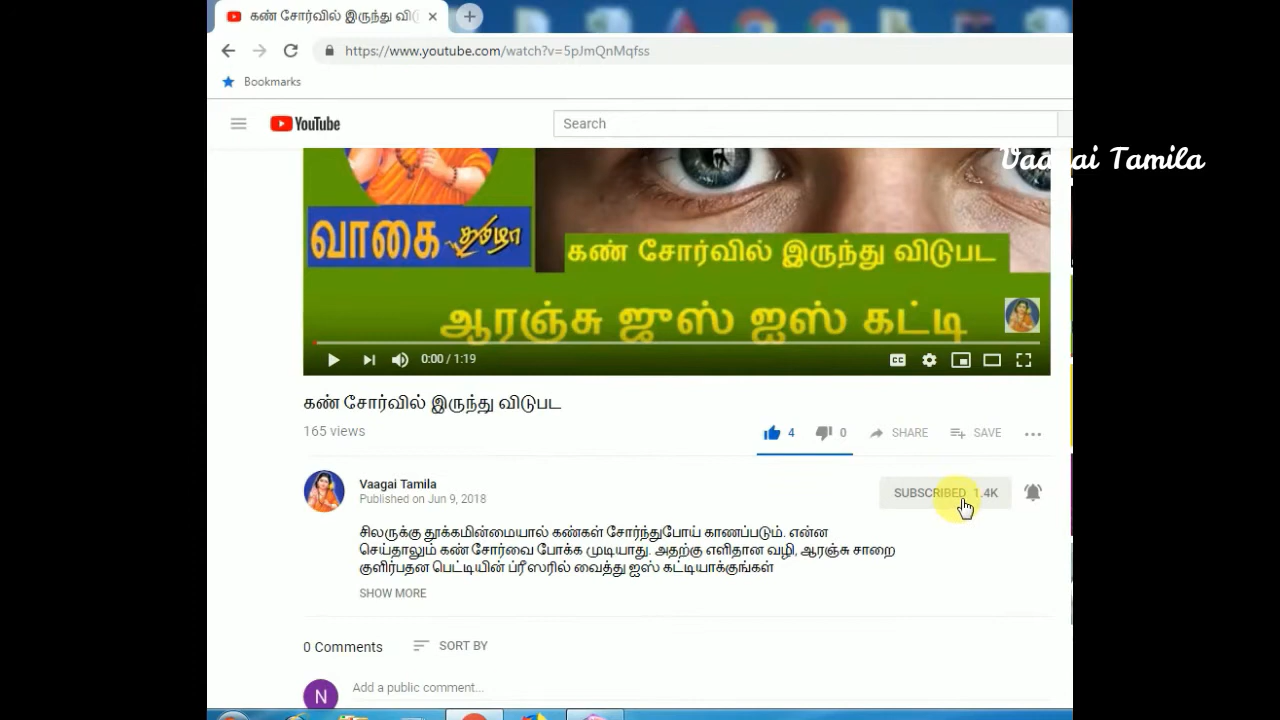 கண் சோர்வில் இருந்து விடு
https://www.youtube.com/watch?v=5pJmQnMqfss
Bookmarks
YouTube
Search
Vaagai Tamila
வாகை தமிழா
கண் சோர்வில் இருந்து விடுபட
ஆரஞ்சு ஜுஸ் ஐஸ் கட்டி
0:00 / 1:19
CC
கண் சோர்வில் இருந்து விடுபட
165 views
4
0
SHARE
SAVE
Vaagai Tamila
Published on Jun 9, 2018
SUBSCRIBED 1.4K
சிலருக்கு தூக்கமின்மையால் கண்கள் சோர்ந்துபோய் காணப்படும். என்ன
செய்தாலும் கண் சோர்வை போக்க முடியாது. அதற்கு எளிதான வழி, ஆரஞ்சு சாறை
குளிர்பதன பெட்டியின் ப்ரீஸரில் வைத்து ஐஸ் கட்டியாக்குங்கள்
SHOW MORE
0 Comments
SORT BY
N
Add a public comment...